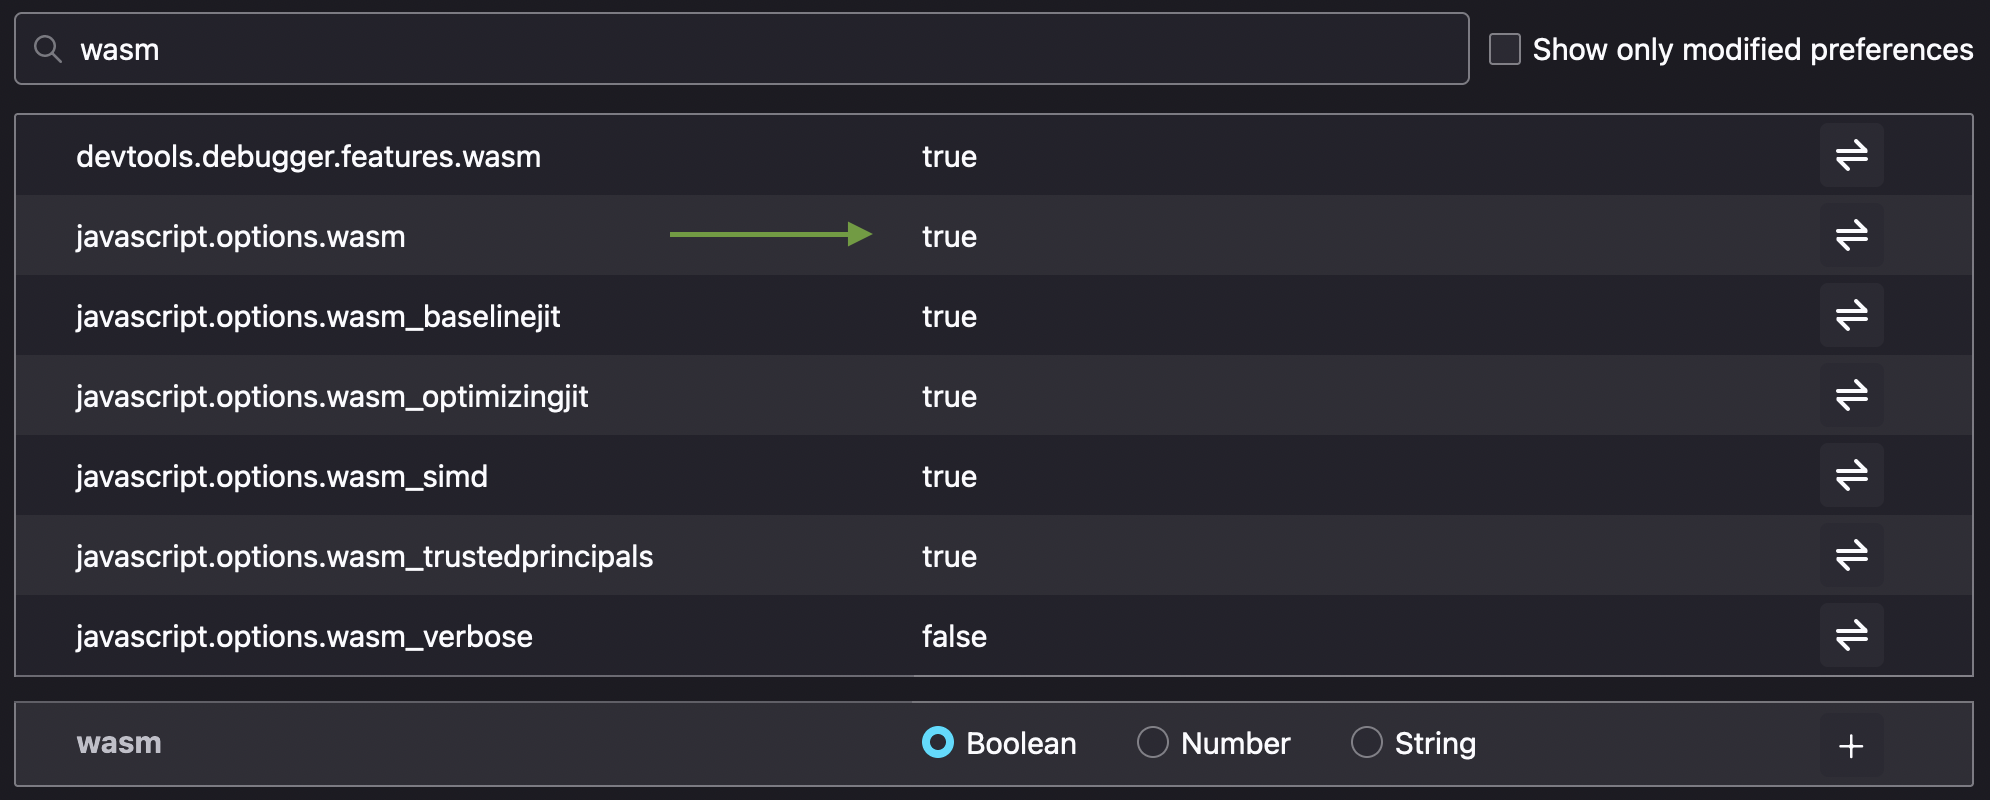 wasm Show only modified preferences
devtools.debugger.features.wasm true
javascript.options.wasm true
javascript.options.wasm_baselinejit true
javascript.options.wasm_optimizingjit true
javascript.options.wasm_simd true
javascript.options.wasm_trustedprincipals true
javascript.options.wasm_verbose false
wasm Boolean Number String